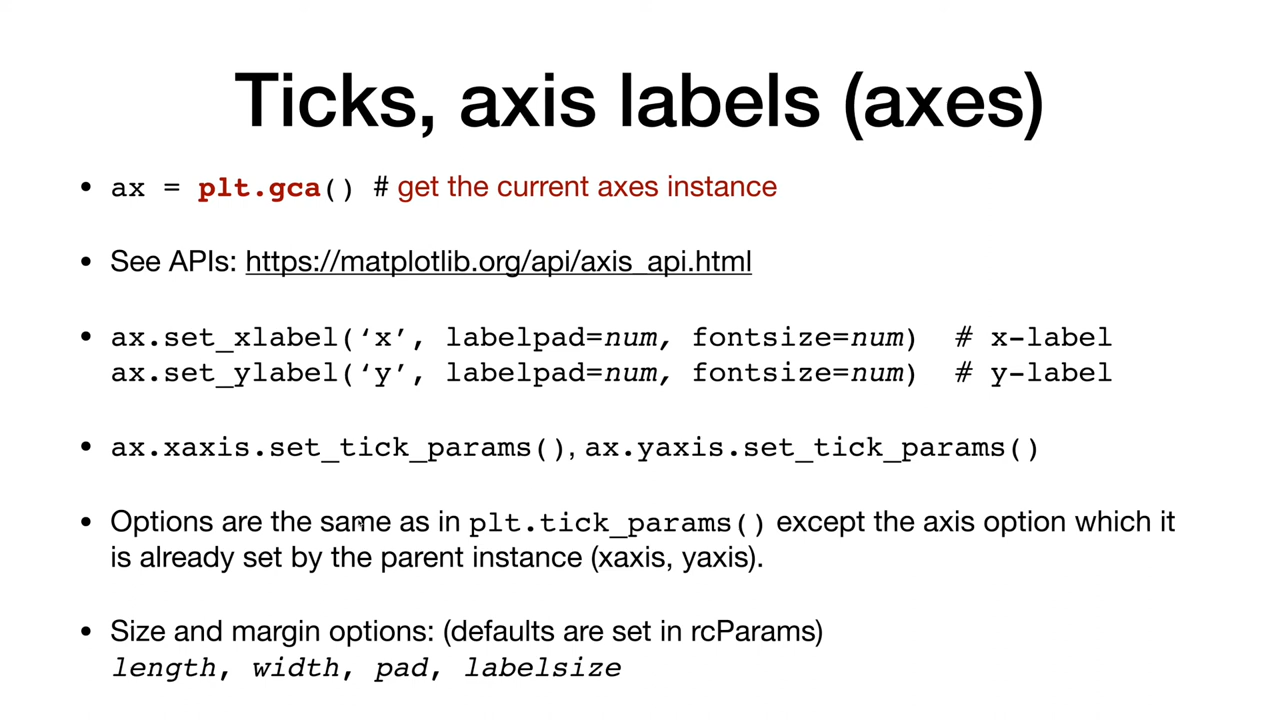 Ticks, axis labels (axes)
• ax = plt.gca() # get the current axes instance
• See APIs: https://matplotlib.org/api/axis_api.html
• ax.set_xlabel(‘x’, labelpad=num, fontsize=num) # x-label
ax.set_ylabel(‘y’, labelpad=num, fontsize=num) # y-label
• ax.xaxis.set_tick_params(), ax.yaxis.set_tick_params()
• Options are the same as in plt.tick_params() except the axis option which it
is already set by the parent instance (xaxis, yaxis).
• Size and margin options: (defaults are set in rcParams)
length, width, pad, labelsize